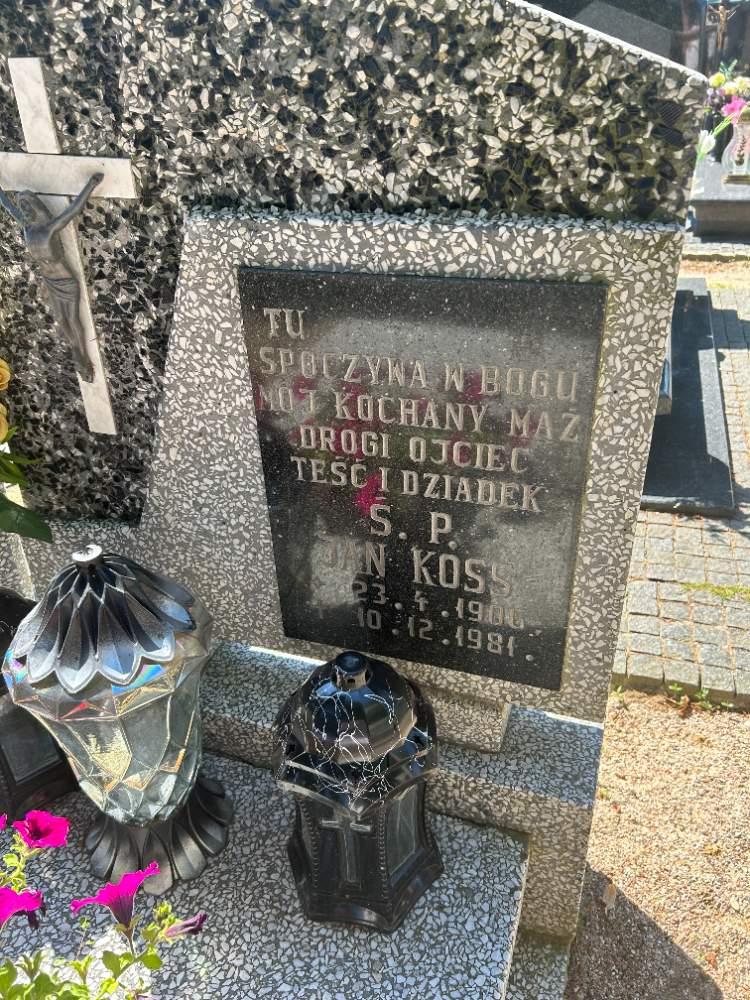 TU
SPOCZYWA W BOGU
MÓJ KOCHANY MĄŻ
DROGI OJCIEC
TEŚĆ I DZIADEK
Ś. P.
JAN KOSS
23.4.1906.
10.12.1981.